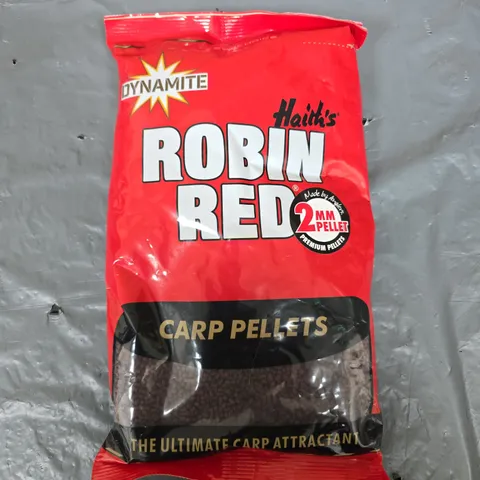 DYNAMITE
Haith's
ROBIN
RED®
Made by Anglers
2MM
PELLET
PREMIUM PELLETS
CARP PELLETS
THE ULTIMATE CARP ATTRACTANT